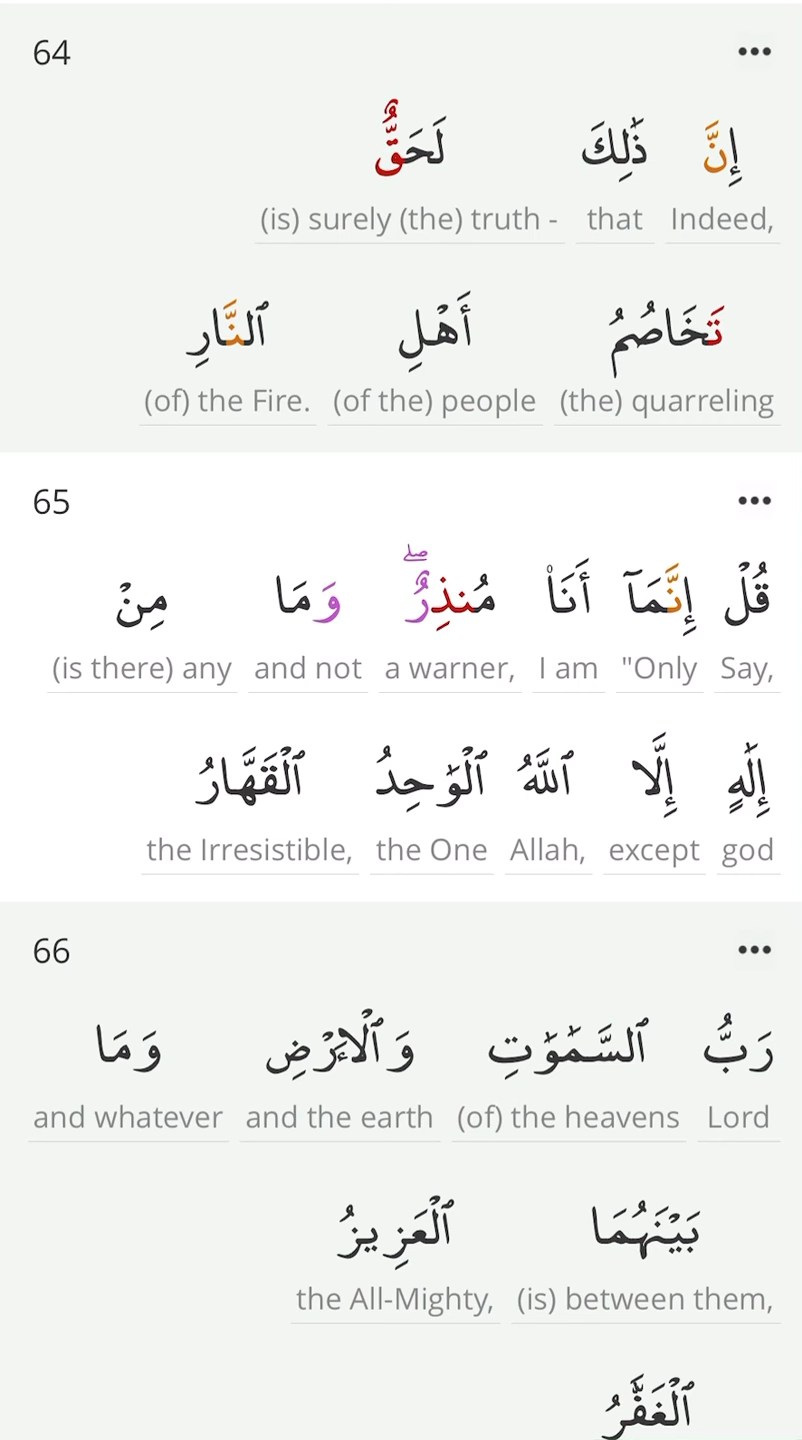 64
إِنَّ ذَٰلِكَ لَحَقٌّ
Indeed, that (is) surely (the) truth -
تَخَاصُمُ أَهْلِ ٱلنَّارِ
(the) quarreling (of the) people (of) the Fire.
65
قُلْ إِنَّمَآ أَنَا۠ مُنذِرٌۖ وَمَا مِنْ
Say, "Only I am a warner, and not (is there) any
إِلَٰهٍ إِلَّا ٱللَّهُ ٱلْوَٰحِدُ ٱلْقَهَّارُ
god except Allah, the One the Irresistible,
66
رَبُّ ٱلسَّمَٰوَٰتِ وَٱلْأَرْضِ وَمَا
Lord (of) the heavens and the earth and whatever
بَيْنَهُمَا ٱلْعَزِيزُ
(is) between them, the All-Mighty,
ٱلْغَفَّٰرُ